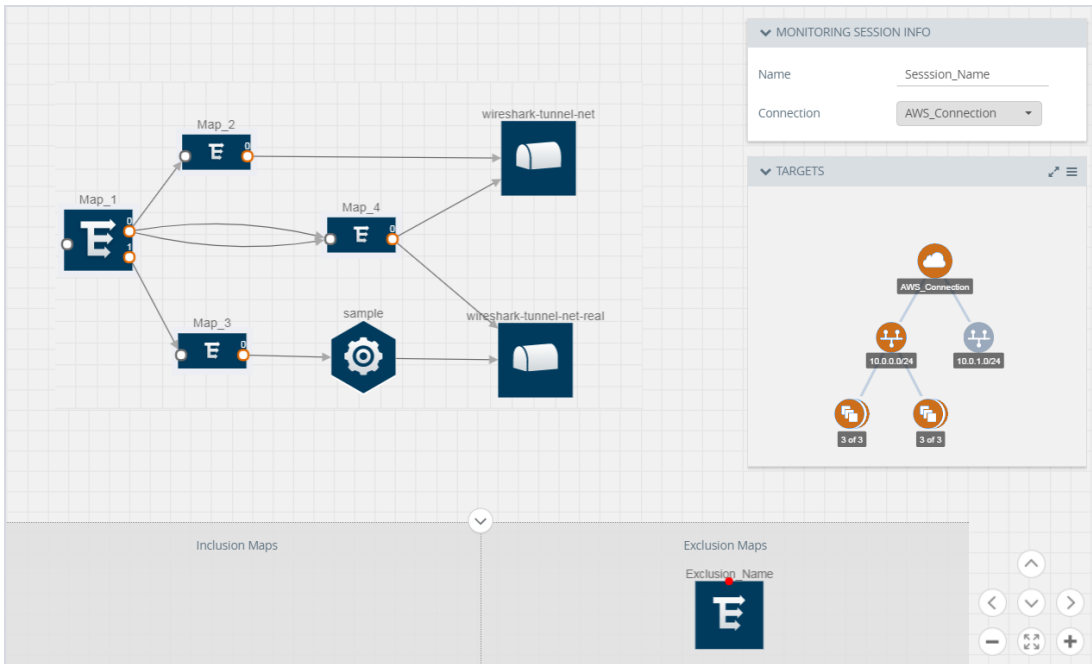 MONITORING SESSION INFO
Name Sesssion_Name
Connection AWS_Connection
wireshark-tunnel-net
Map_2
0
TARGETS
Map_1
0
1
Map_4
0
AWS_Connection
Map_3
0
sample
wireshark-tunnel-net-real
10.0.0.0/24 10.0.1.0/24
3 of 3 3 of 3
Inclusion Maps Exclusion Maps
Exclusion_Name